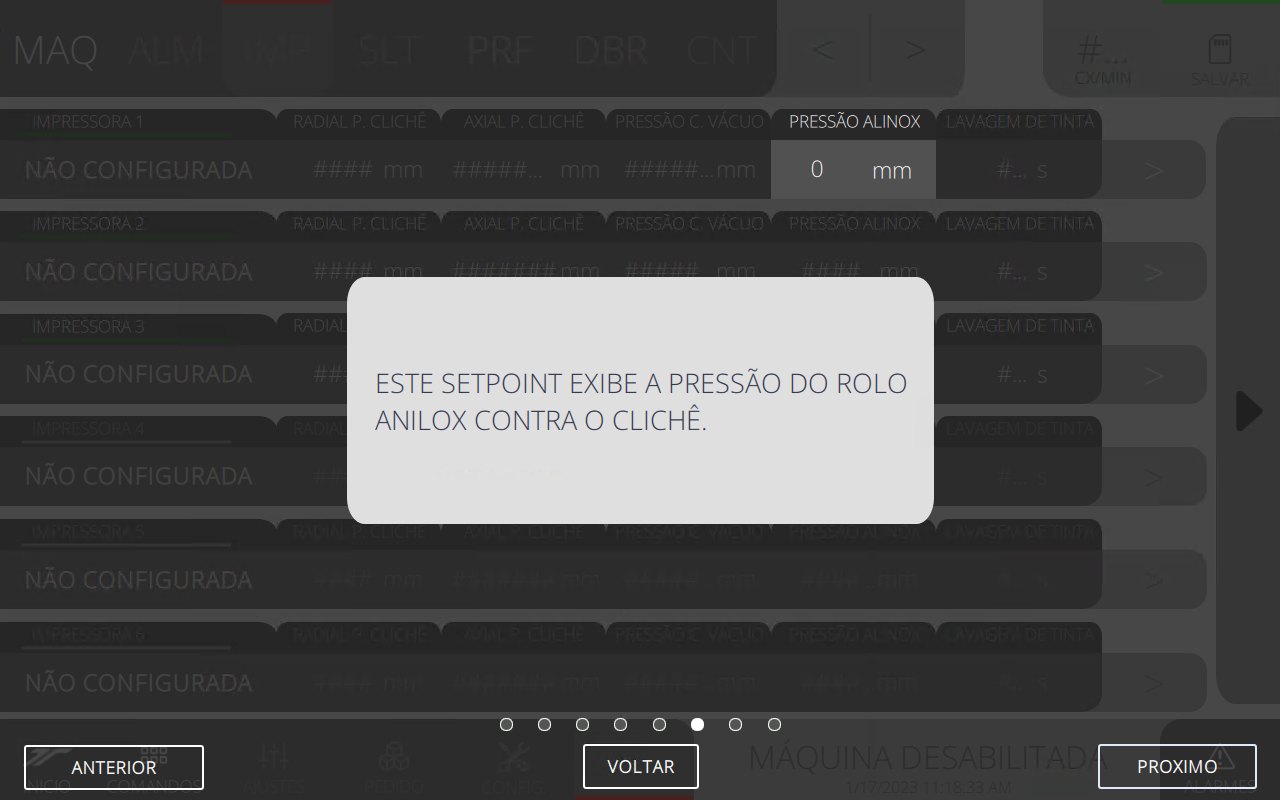 MAQ ALM IMP SLT PRF DBR CNT < > #... CX/MIN SALVAR
IMPRESSORA 1 RADIAL P. CLICHÊ AXIAL P. CLICHÊ PRESSÃO C. VÁCUO PRESSÃO ALINOX LAVAGEM DE TINTA
NÃO CONFIGURADA #### mm #####... mm #####... mm 0 mm #... s >
IMPRESSORA 2 RADIAL P. CLICHÊ AXIAL P. CLICHÊ PRESSÃO C. VÁCUO PRESSÃO ALINOX LAVAGEM DE TINTA
NÃO CONFIGURADA #### mm ####### mm #####... mm #### mm #... s >
IMPRESSORA 3 RADIAL LAVAGEM DE TINTA
NÃO CONFIGURADA ### #... s >
ESTE SETPOINT EXIBE A PRESSÃO DO ROLO
ANILOX CONTRA O CLICHÊ.
IMPRESSORA 4 RADIAL LAVAGEM DE TINTA
NÃO CONFIGURADA #... s >
IMPRESSORA 5 RADIAL P. CLICHÊ AXIAL P. CLICHÊ PRESSÃO C. VÁCUO PRESSÃO ALINOX LAVAGEM DE TINTA
NÃO CONFIGURADA #### mm ####### mm #####... mm ####... mm #... s >
IMPRESSORA 6 RADIAL P. CLICHÊ AXIAL P. CLICHÊ PRESSÃO C. VÁCUO PRESSÃO ALINOX LAVAGEM DE TINTA
NÃO CONFIGURADA #### mm ####### mm #####... mm ####... mm #... s >
MÁQUINA DESABILITADA
ANTERIOR VOLTAR PROXIMO
INICIO COMANDOS AJUSTES PEDIDO CONFIG 1/17/2023 11:18:33 AM ALARMES